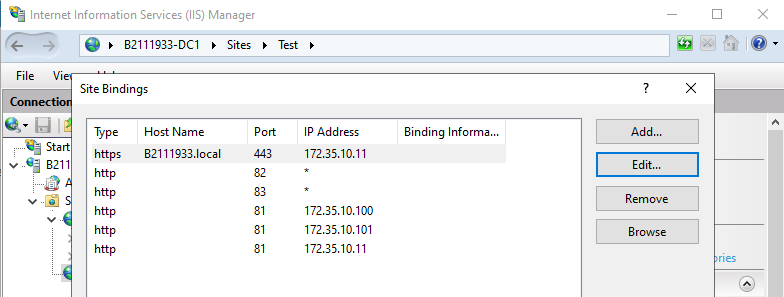 Internet Information Services (IIS) Manager
B2111933-DC1 Sites Test
File View Help
Connection
Site Bindings
Type Host Name Port IP Address Binding Informa...
https B2111933.local 443 172.35.10.11
http 82 *
http 83 *
http 81 172.35.10.100
http 81 172.35.10.101
http 81 172.35.10.11
Add...
Edit...
Remove
Browse
Start
B2111
A
S
ories